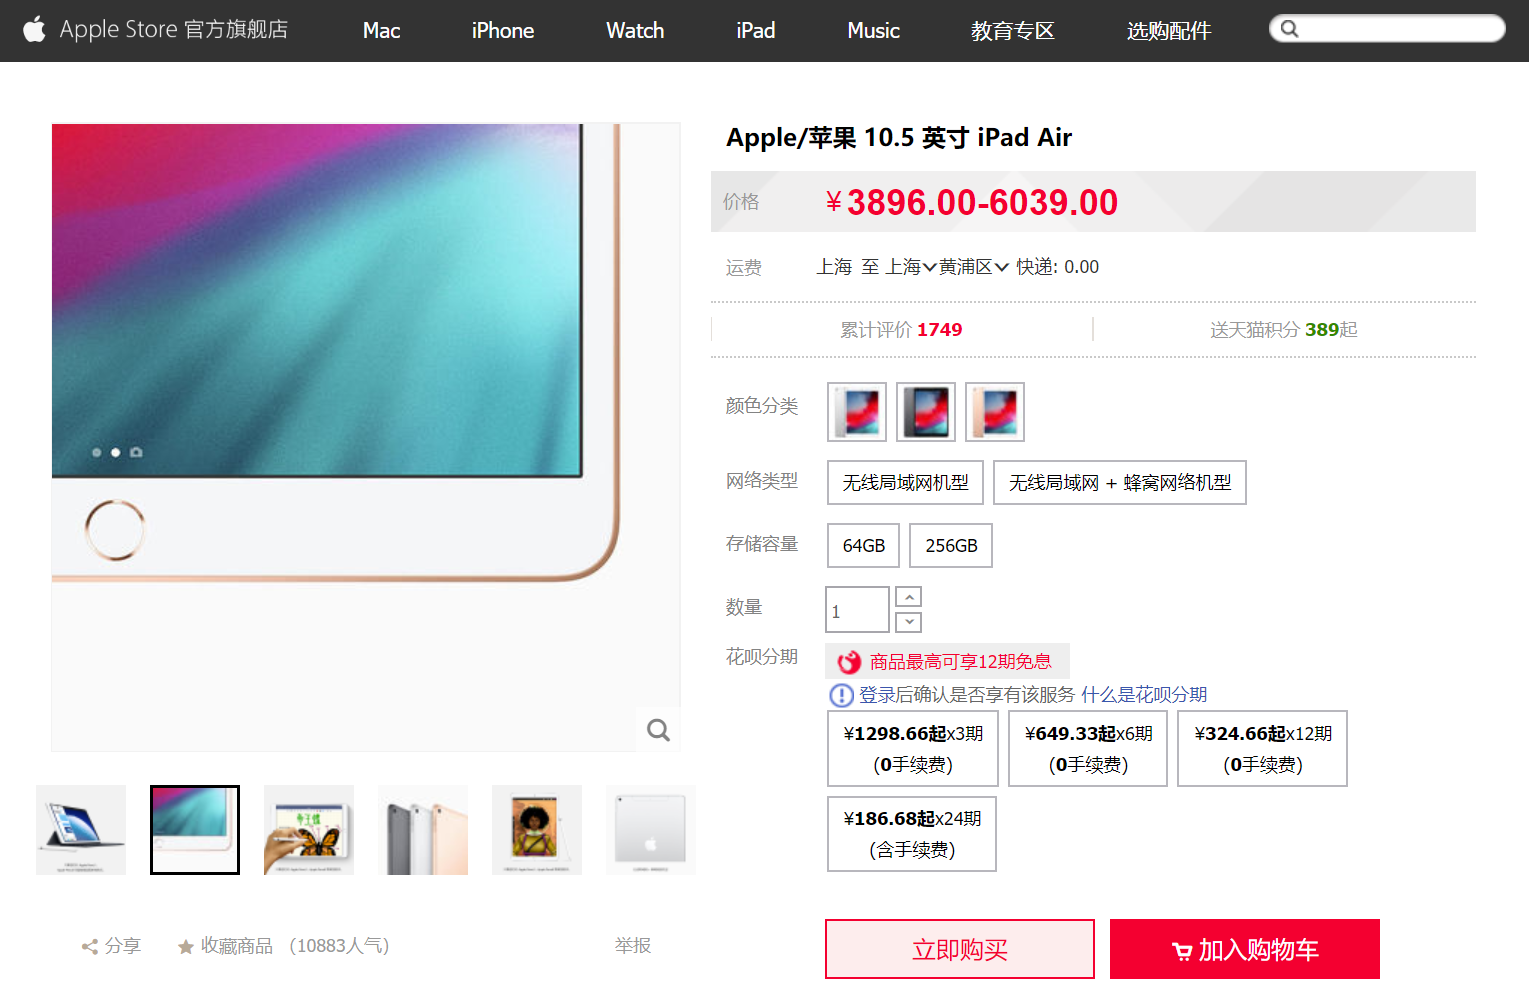 Apple Store 官方旗舰店
Mac
iPhone
Watch
iPad
Music
教育专区
选购配件
Apple/苹果 10.5 英寸 iPad Air
价格
¥3896.00-6039.00
运费
上海 至 上海 黄浦区 快递: 0.00
累计评价 1749
送天猫积分 389起
颜色分类
网络类型
无线局域网机型
无线局域网 + 蜂窝网络机型
存储容量
64GB
256GB
数量
1
花呗分期
商品最高可享12期免息
登录后确认是否享有该服务 什么是花呗分期
¥1298.66起x3期
(0手续费)
¥649.33起x6期
(0手续费)
¥324.66起x12期
(0手续费)
¥186.68起x24期
(含手续费)
分享
收藏商品 (10883人气)
举报
立即购买
加入购物车